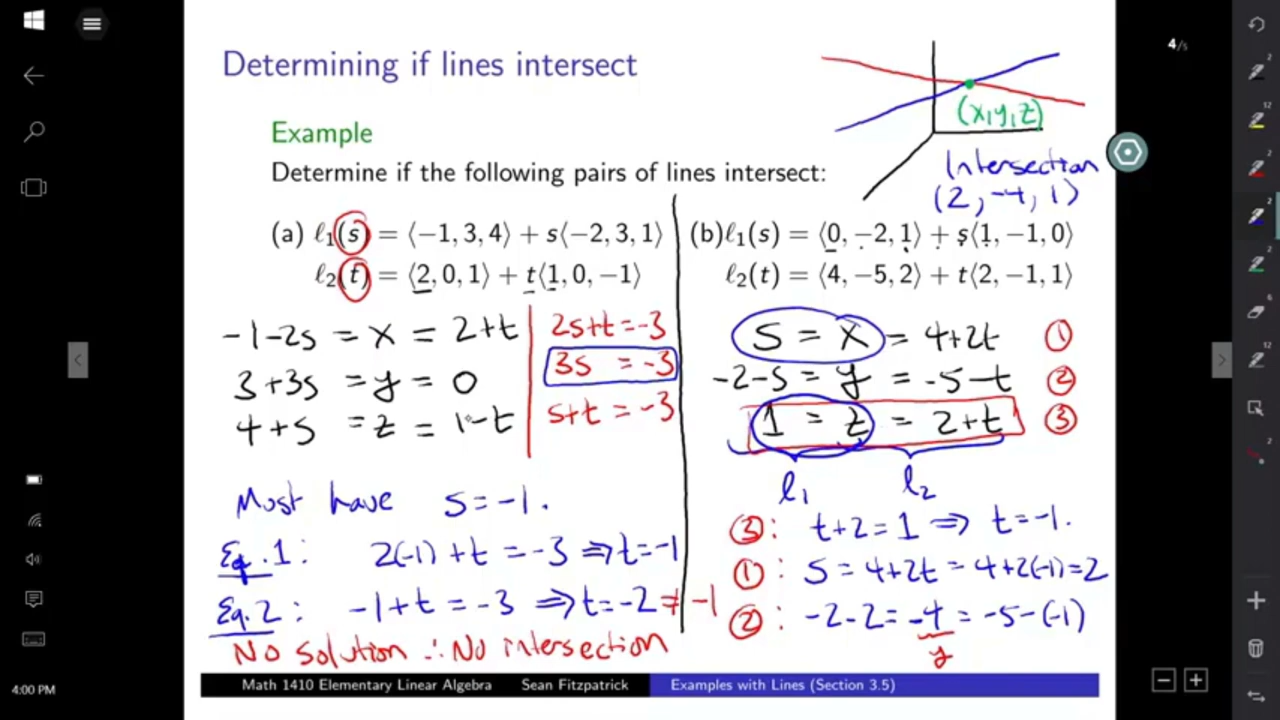 4/5
Determining if lines intersect
(x,y,z)
Example
Determine if the following pairs of lines intersect:
Intersection
(2, -4, 1)
(a) ℓ₁(s) = ⟨−1, 3, 4⟩ + s⟨−2, 3, 1⟩
ℓ₂(t) = ⟨2, 0, 1⟩ + t⟨1, 0, −1⟩
-1-2s = x = 2+t
3+3s = y = 0
4+s = z = 1-t
2s+t = -3
3s = -3
s+t = -3
Must have s = -1.
Eq. 1: 2(-1)+t = -3 ⇒ t = -1
Eq. 2: -1+t = -3 ⇒ t = -2 ≠ -1
No solution ∴ No intersection
(b) ℓ₁(s) = ⟨0, −2, 1⟩ + s⟨1, −1, 0⟩
ℓ₂(t) = ⟨4, −5, 2⟩ + t⟨2, −1, 1⟩
s = x = 4+2t ①
-2-s = y = -5-t ②
1 = z = 2+t ③
ℓ₁ ℓ₂
③: t+2 = 1 ⇒ t = -1.
①: s = 4+2t = 4+2(-1) = 2
②: -2-2 = -4 = -5-(-1)
y
Math 1410 Elementary Linear Algebra Sean Fitzpatrick Examples with Lines (Section 3.5)
4:00 PM